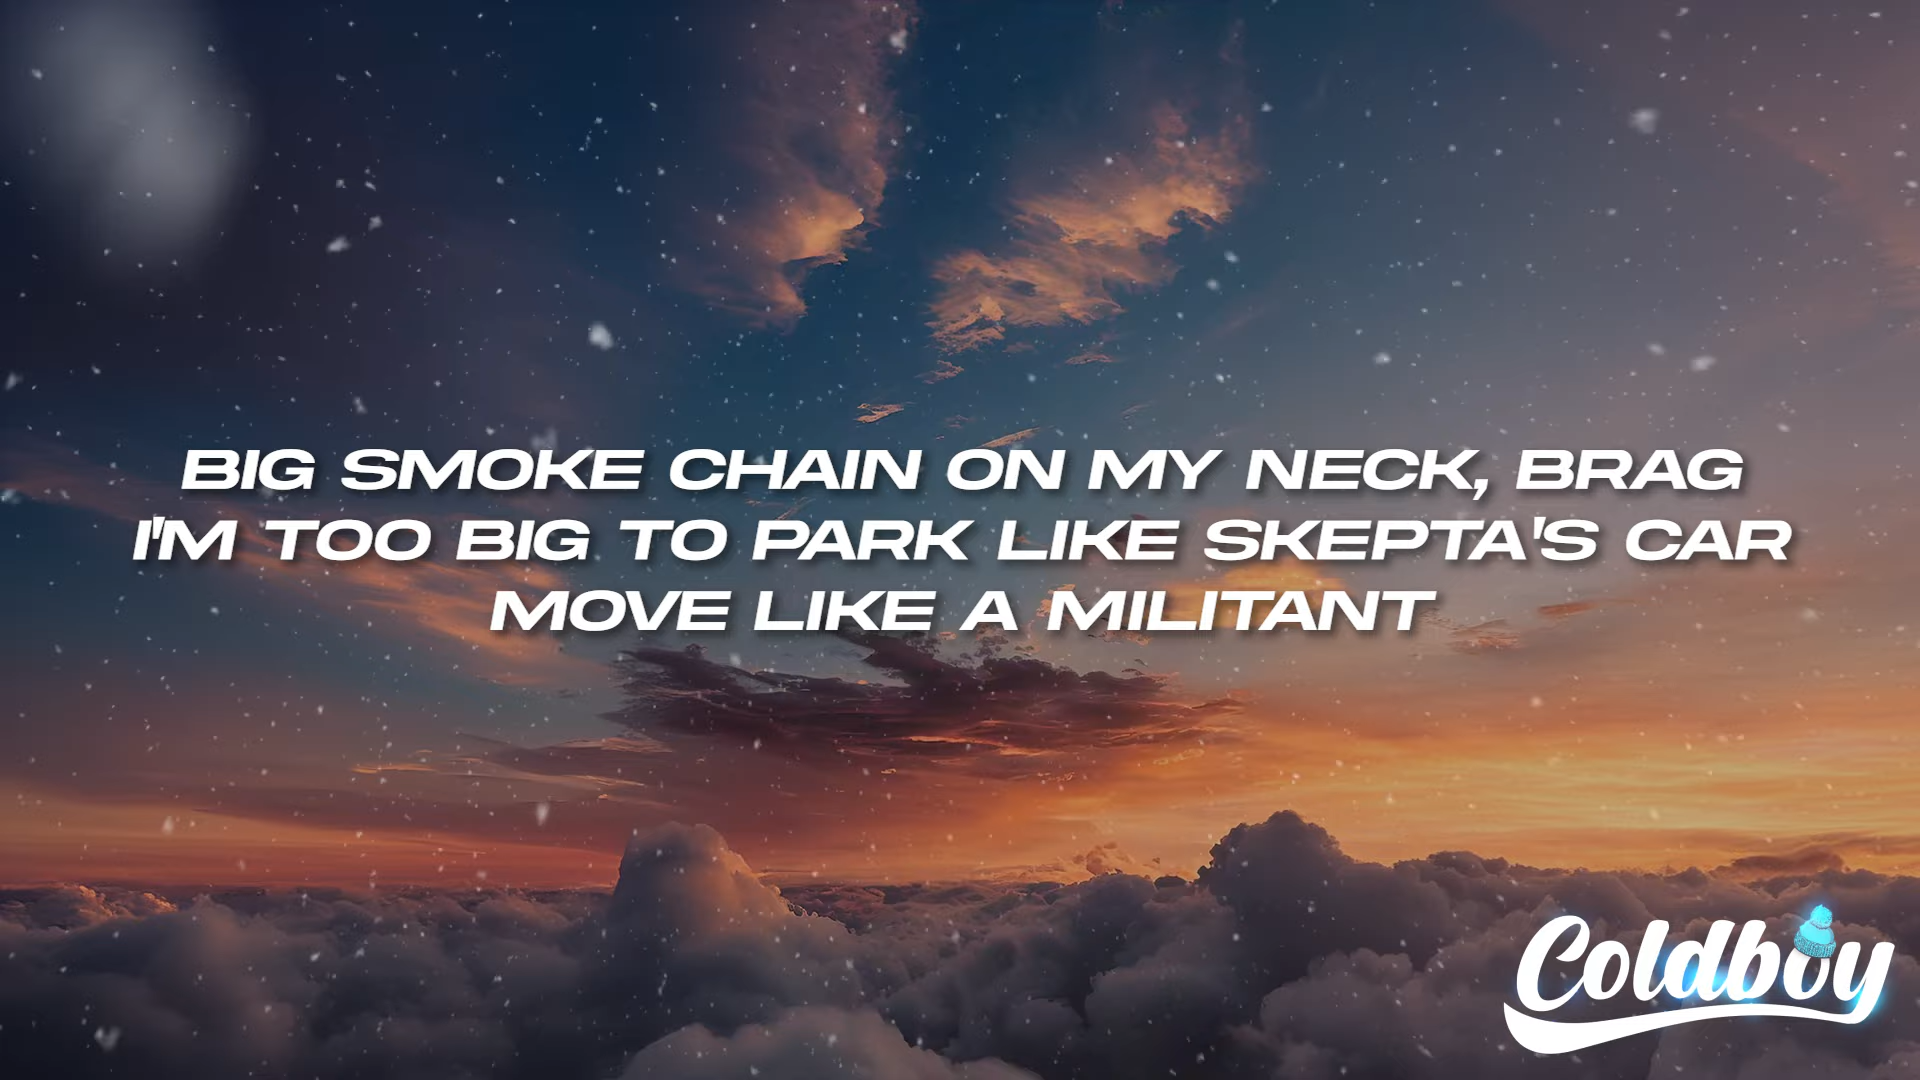 BIG SMOKE CHAIN ON MY NECK, BRAG
I'M TOO BIG TO PARK LIKE SKEPTA'S CAR
MOVE LIKE A MILITANT
Coldboy